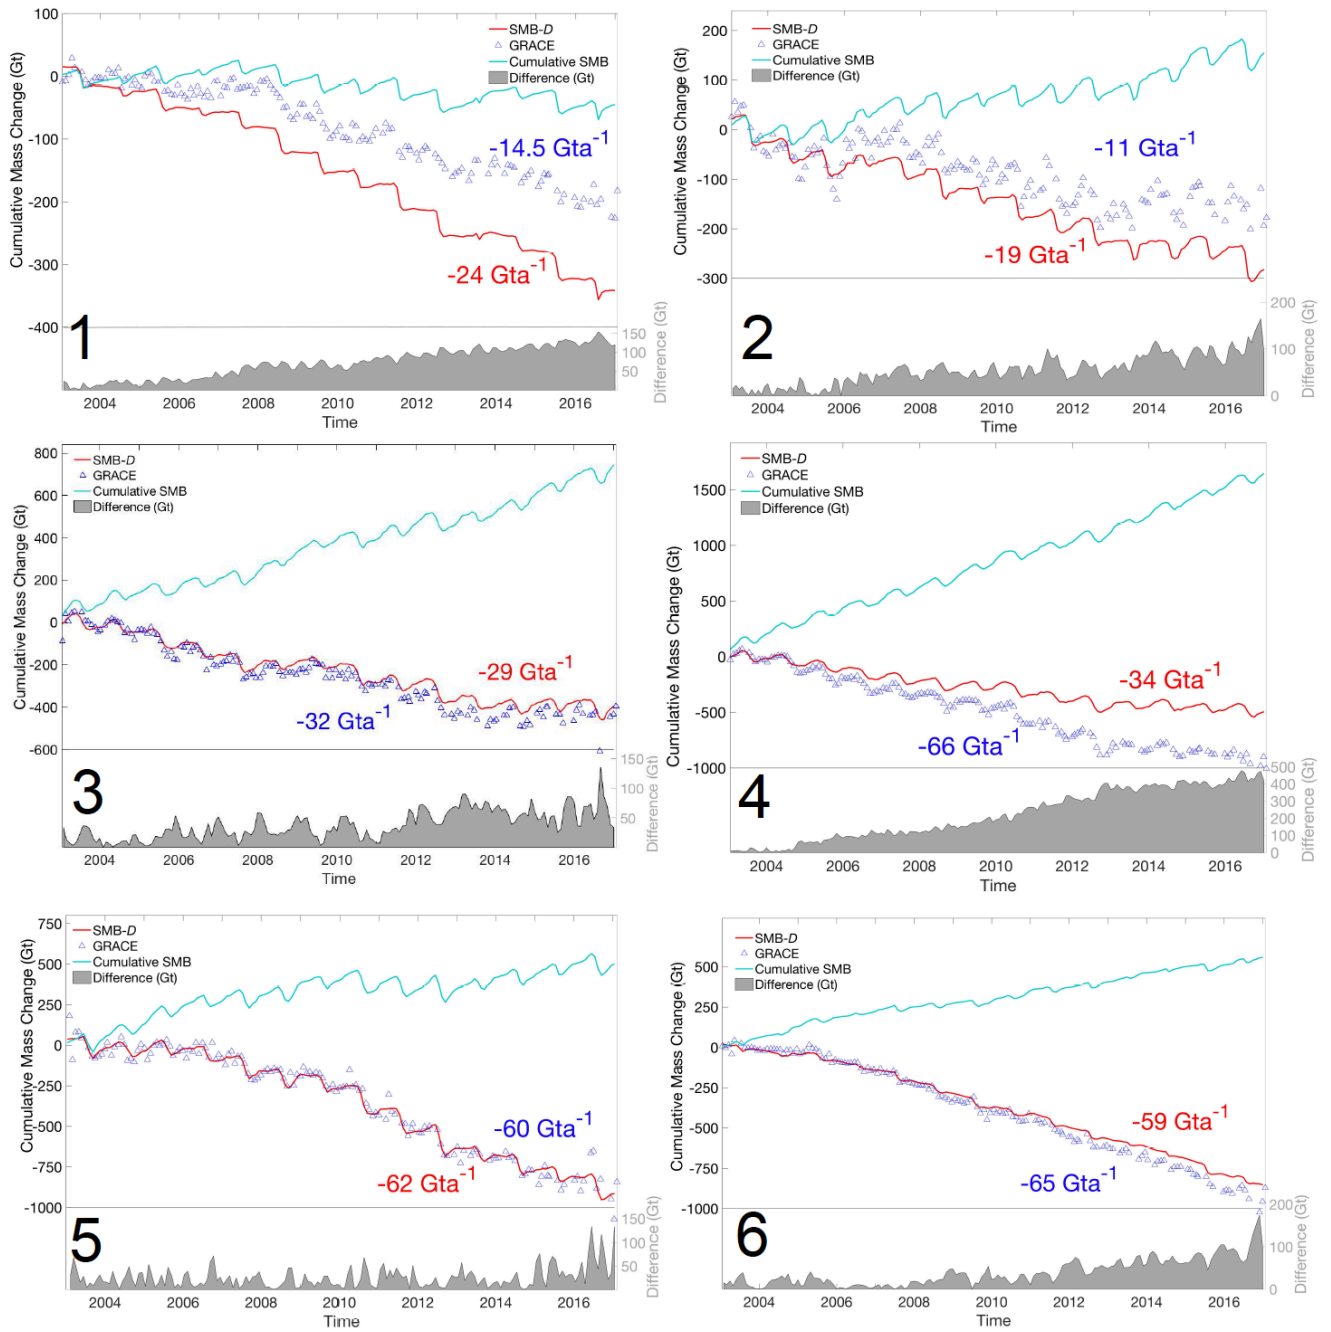 100
0
-100
-200
-300
-400
Cumulative Mass Change (Gt)
SMB-D
GRACE
Cumulative SMB
Difference (Gt)
-14.5 Gta⁻¹
-24 Gta⁻¹
1
150
100
50
Difference (Gt)
2004 2006 2008 2010 2012 2014 2016
Time
200
100
0
-100
-200
-300
Cumulative Mass Change (Gt)
SMB-D
GRACE
Cumulative SMB
Difference (Gt)
-11 Gta⁻¹
-19 Gta⁻¹
2
200
100
0
Difference (Gt)
2004 2006 2008 2010 2012 2014 2016
Time
800
600
400
200
0
-200
-400
-600
Cumulative Mass Change (Gt)
SMB-D
GRACE
Cumulative SMB
Difference (Gt)
-29 Gta⁻¹
-32 Gta⁻¹
3
150
100
50
Difference (Gt)
2004 2006 2008 2010 2012 2014 2016
Time
1500
1000
500
0
-500
-1000
Cumulative Mass Change (Gt)
SMB-D
GRACE
Cumulative SMB
Difference (Gt)
-34 Gta⁻¹
-66 Gta⁻¹
4
500
400
300
200
100
0
Difference (Gt)
2004 2006 2008 2010 2012 2014 2016
Time
750
500
250
0
-250
-500
-750
-1000
Cumulative Mass Change (Gt)
SMB-D
GRACE
Cumulative SMB
Difference (Gt)
-60 Gta⁻¹
-62 Gta⁻¹
5
150
100
50
0
Difference (Gt)
2004 2006 2008 2010 2012 2014 2016
Time
500
250
0
-250
-500
-750
-1000
Cumulative Mass Change (Gt)
SMB-D
GRACE
Cumulative SMB
Difference (Gt)
-59 Gta⁻¹
-65 Gta⁻¹
6
200
100
0
Difference (Gt)
2004 2006 2008 2010 2012 2014 2016
Time